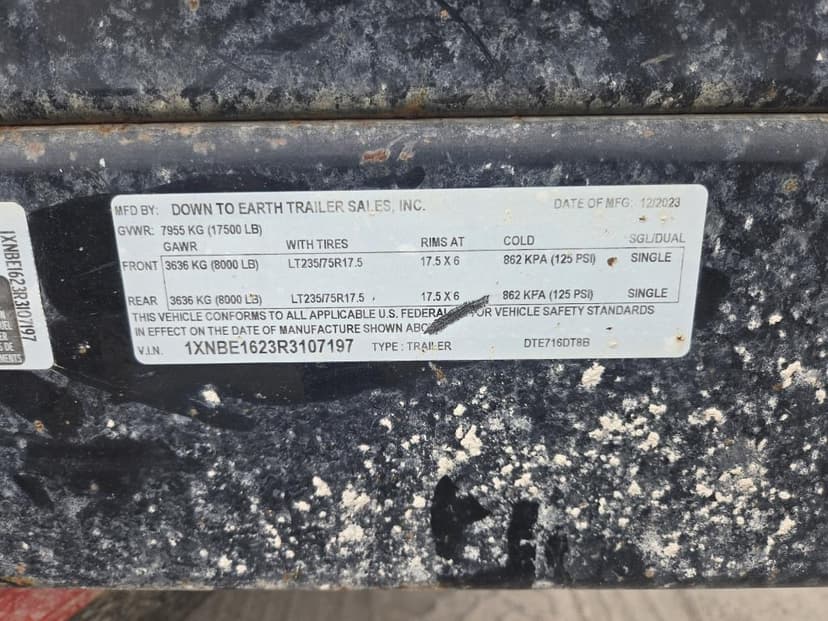 MFD BY: DOWN TO EARTH TRAILER SALES, INC. DATE OF MFG: 12/2023
GVWR: 7955 KG (17500 LB)
GAWR WITH TIRES RIMS AT COLD SGL/DUAL
FRONT 3636 KG (8000 LB) LT235/75R17.5 17.5 X 6 862 KPA (125 PSI) SINGLE
REAR 3636 KG (8000 LB) LT235/75R17.5 17.5 X 6 862 KPA (125 PSI) SINGLE
THIS VEHICLE CONFORMS TO ALL APPLICABLE U.S. FEDERAL MOTOR VEHICLE SAFETY STANDARDS
IN EFFECT ON THE DATE OF MANUFACTURE SHOWN ABOVE
V.I.N. 1XNBE1623R3107197 TYPE: TRAILER DTE716DT8B
1XNBE1623R3107197